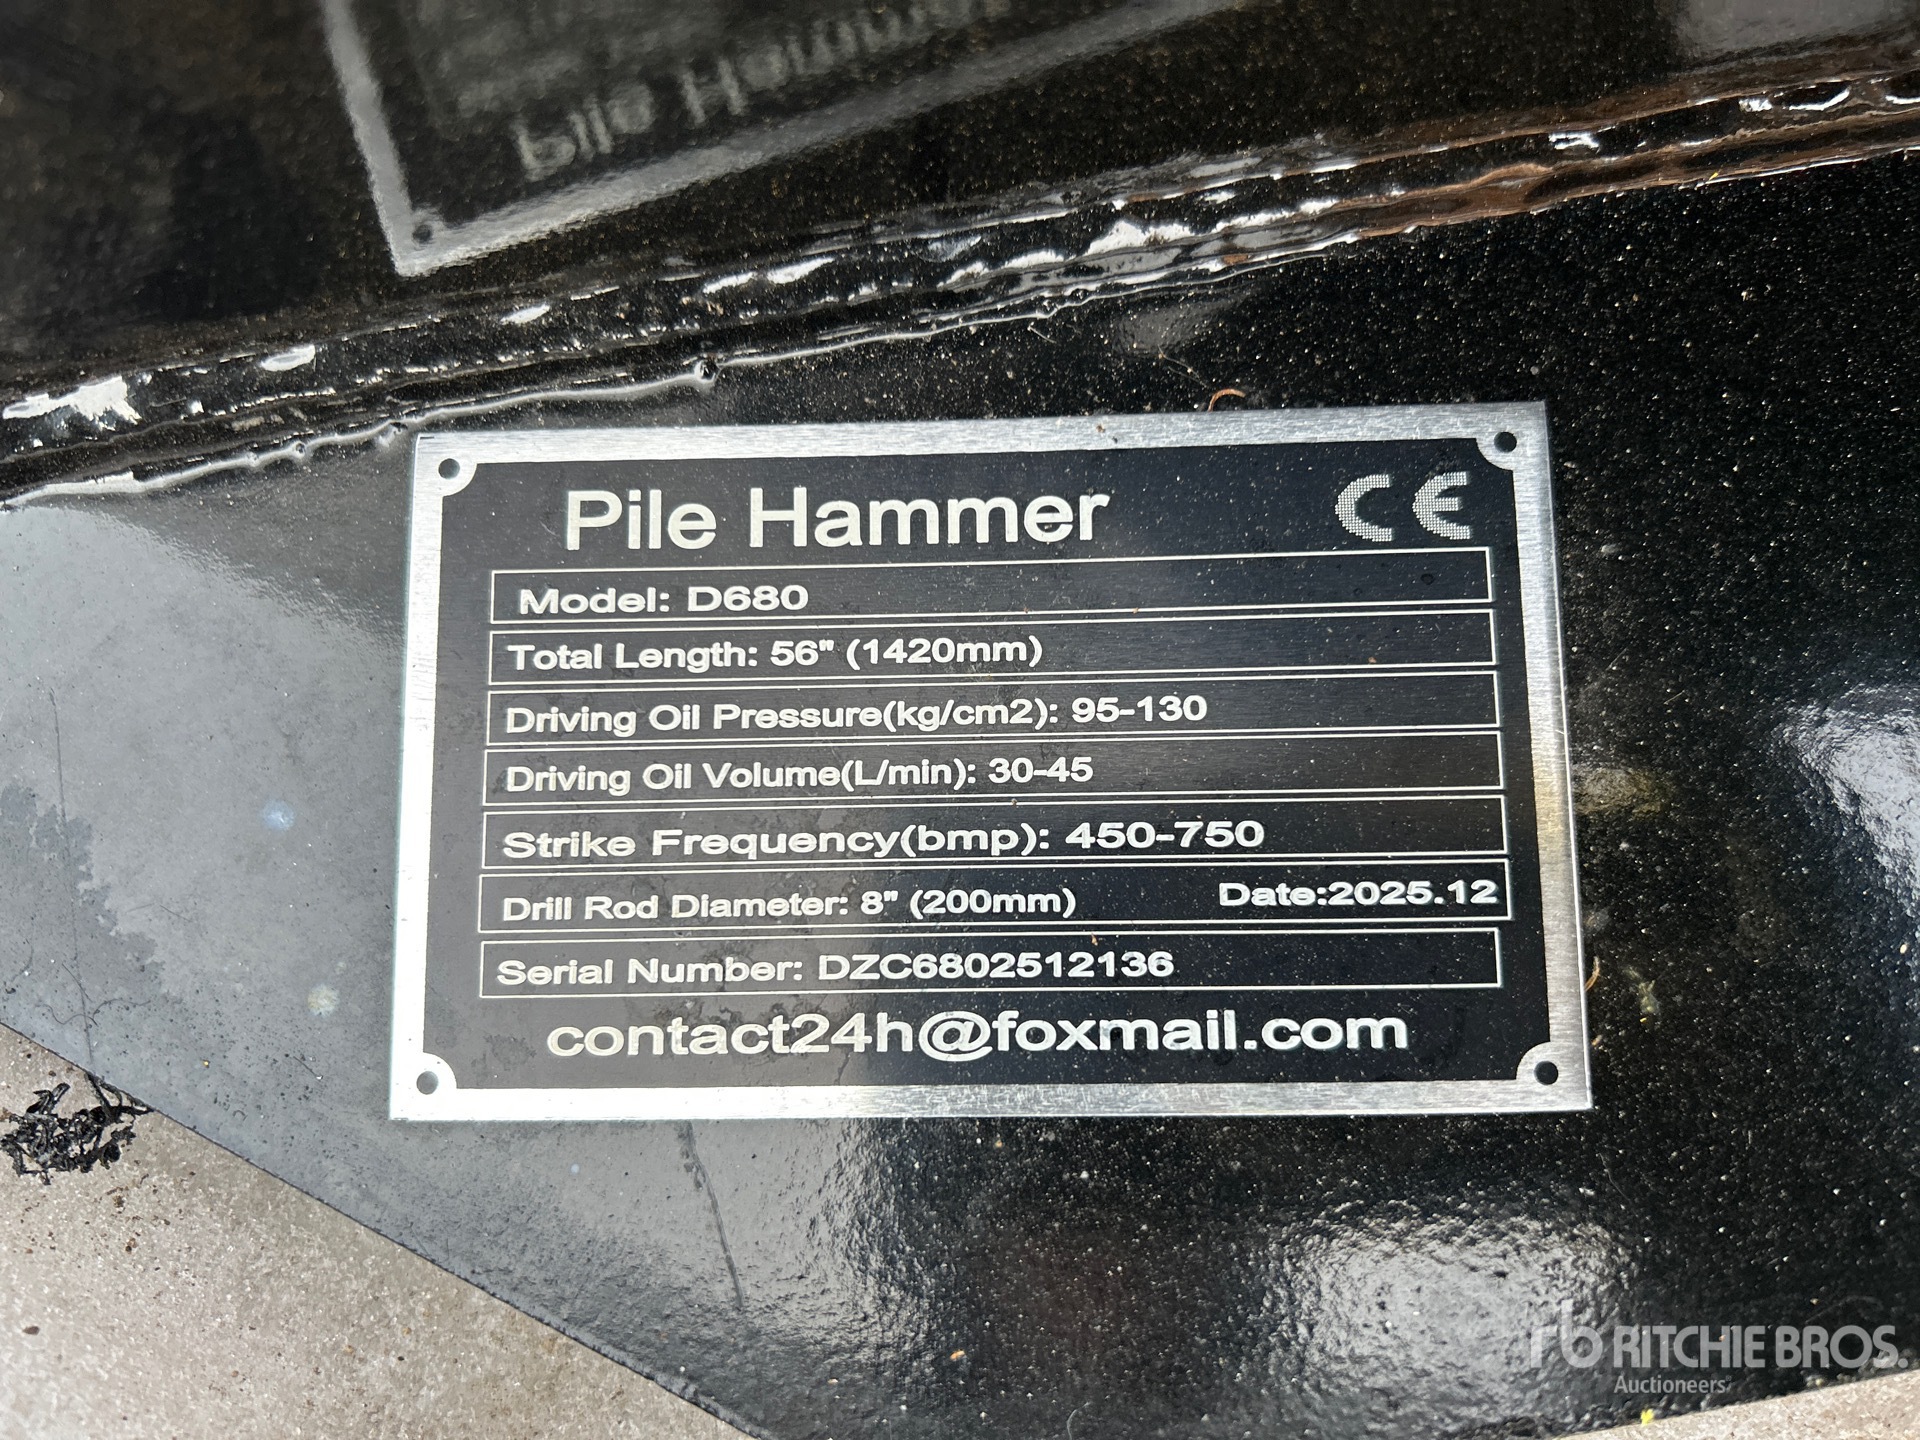 Pile Hammer CE
Model: D680
Total Length: 56" (1420mm)
Driving Oil Pressure(kg/cm2): 95-130
Driving Oil Volume(L/min): 30-45
Strike Frequency(bmp): 450-750
Drill Rod Diameter: 8" (200mm) Date:2025.12
Serial Number: DZC6802512136
contact24h@foxmail.com
rb RITCHIE BROS.
Auctioneers